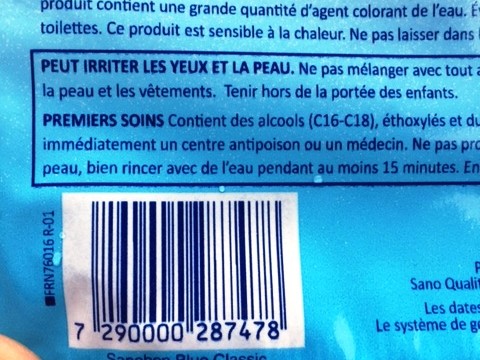 produit contient une grande quantité d'agent colorant de l'eau.
toilettes. Ce produit est sensible à la chaleur. Ne pas laisser dans
PEUT IRRITER LES YEUX ET LA PEAU. Ne pas mélanger avec tout
la peau et les vêtements. Tenir hors de la portée des enfants.
PREMIERS SOINS Contient des alcools (C16-C18), éthoxylés et du
immédiatement un centre antipoison ou un médecin. Ne pas
peau, bien rincer avec de l'eau pendant au moins 15 minutes. En
FRN76016 R-01
7 290000 287478
Sano
Les dates
Le système de
Blue Classic